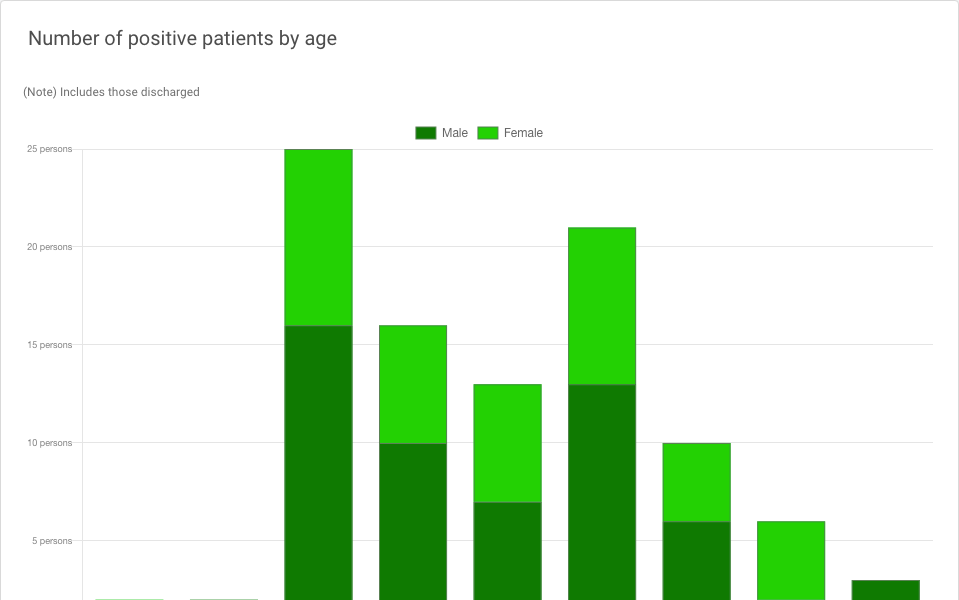 Number of positive patients by age
(Note) Includes those discharged
Male Female
25 persons
20 persons
15 persons
10 persons
5 persons